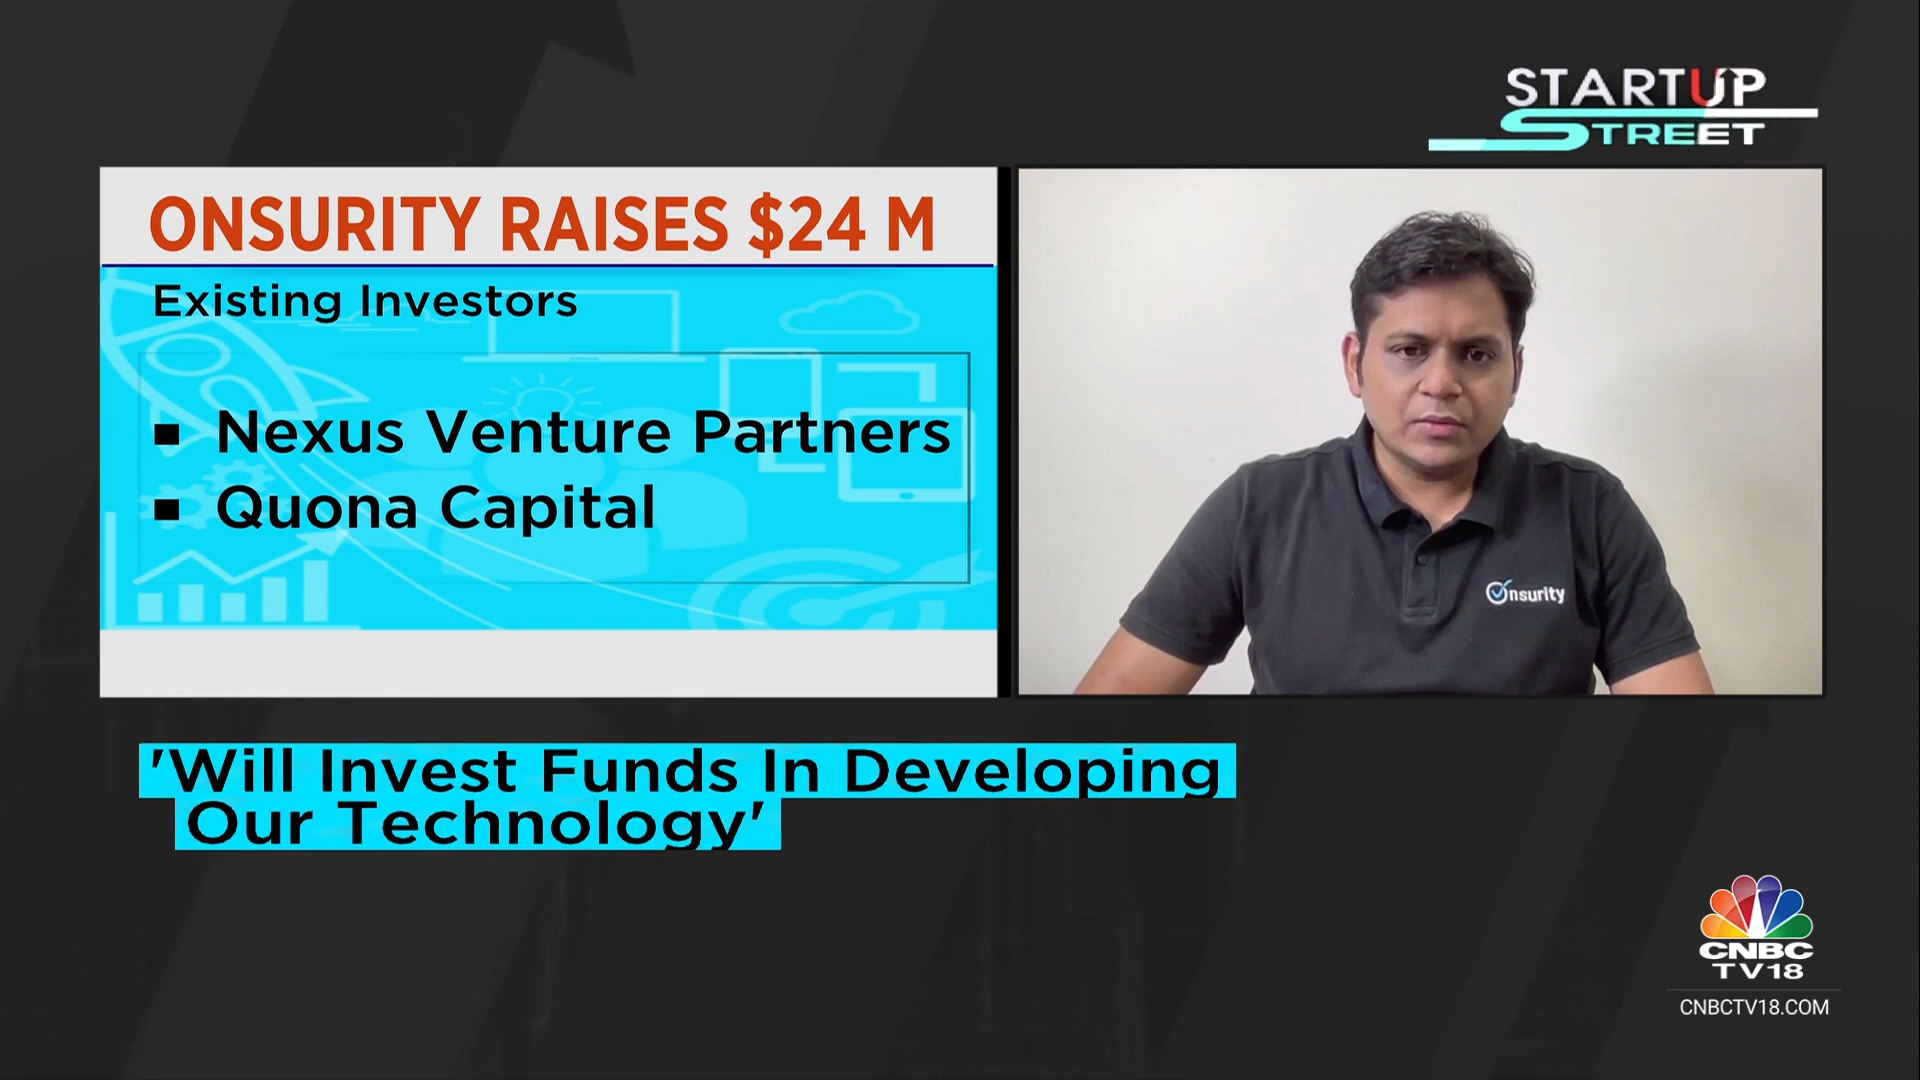 STARTUP
STREET
ONSURITY RAISES $24 M
Existing Investors
▪ Nexus Venture Partners
▪ Quona Capital
Onsurity
'Will Invest Funds In Developing
Our Technology'
CNBC
TV18
CNBCTV18.COM